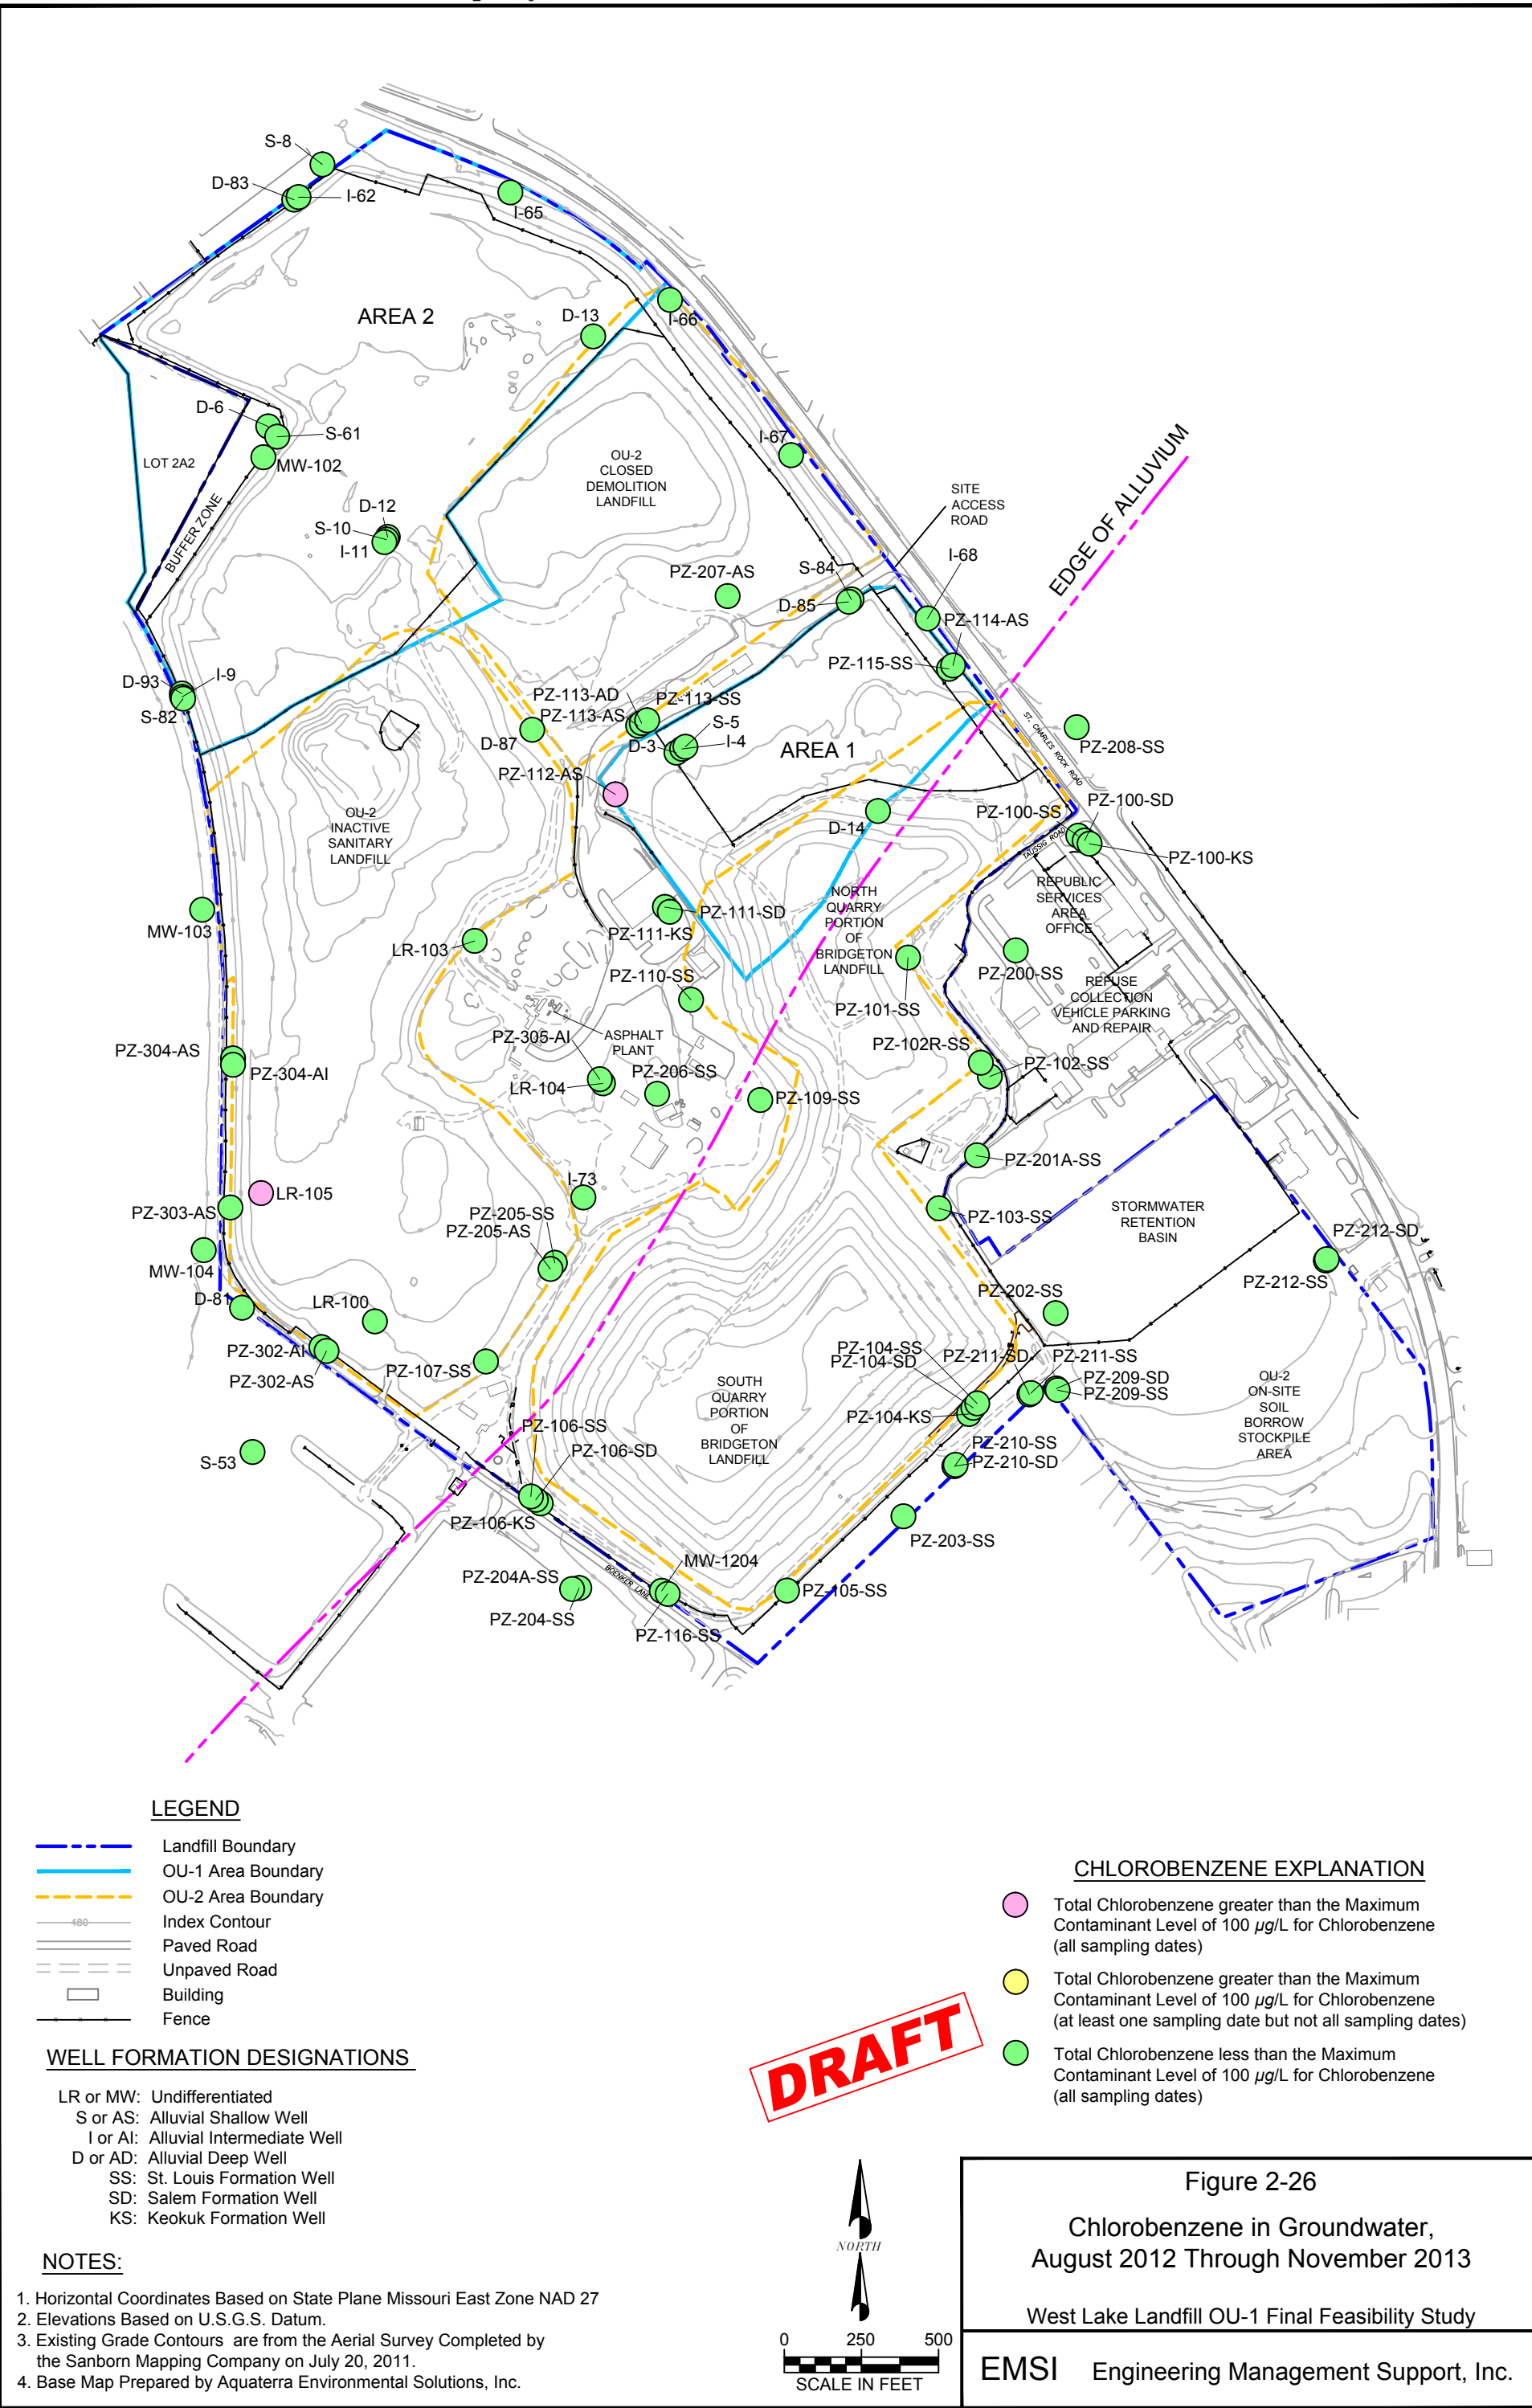 S-8
D-83
I-62
I-65
AREA 2
D-13
I-66
D-6
S-61
LOT 2A2
MW-102
BUFFER ZONE
D-12
S-10
I-11
OU-2
CLOSED
DEMOLITION
LANDFILL
I-67
SITE
ACCESS
ROAD
EDGE OF ALLUVIUM
I-68
S-84
PZ-207-AS
D-85
PZ-114-AS
PZ-115-SS
D-93
I-9
S-82
PZ-113-AD
PZ-113-SS
PZ-113-AS
S-5
D-87
D-3
I-4
AREA 1
PZ-112-AS
ST. CHARLES ROCK ROAD
PZ-208-SS
PZ-100-SD
PZ-100-SS
D-14
TAUSSIG ROAD
PZ-100-KS
OU-2
INACTIVE
SANITARY
LANDFILL
REPUBLIC
SERVICES
AREA
OFFICE
NORTH
QUARRY
PORTION
OF
BRIDGETON
LANDFILL
MW-103
PZ-111-SD
PZ-111-KS
LR-103
PZ-200-SS
PZ-110-SS
REFUSE
COLLECTION
VEHICLE PARKING
AND REPAIR
PZ-101-SS
PZ-305-AI
ASPHALT
PLANT
PZ-102R-SS
PZ-304-AS
PZ-304-AI
PZ-102-SS
LR-104
PZ-206-SS
PZ-109-SS
PZ-201A-SS
LR-105
I-73
PZ-303-AS
PZ-205-SS
PZ-205-AS
PZ-103-SS
STORMWATER
RETENTION
BASIN
PZ-212-SD
MW-104
PZ-212-SS
D-81
LR-100
PZ-202-SS
PZ-302-AI
PZ-302-AS
PZ-107-SS
PZ-104-SS
PZ-104-SD
PZ-211-SD
PZ-211-SS
PZ-209-SD
PZ-209-SS
SOUTH
QUARRY
PORTION
OF
BRIDGETON
LANDFILL
PZ-104-KS
OU-2
ON-SITE
SOIL
BORROW
STOCKPILE
AREA
PZ-106-SS
PZ-106-SD
PZ-210-SS
PZ-210-SD
S-53
PZ-106-KS
PZ-203-SS
MW-1204
BOENKER LANE
PZ-204A-SS
PZ-105-SS
PZ-204-SS
PZ-116-SS
LEGEND
Landfill Boundary
OU-1 Area Boundary
OU-2 Area Boundary
480 Index Contour
Paved Road
Unpaved Road
Building
Fence
WELL FORMATION DESIGNATIONS
LR or MW: Undifferentiated
S or AS: Alluvial Shallow Well
I or AI: Alluvial Intermediate Well
D or AD: Alluvial Deep Well
SS: St. Louis Formation Well
SD: Salem Formation Well
KS: Keokuk Formation Well
NOTES:
1. Horizontal Coordinates Based on State Plane Missouri East Zone NAD 27
2. Elevations Based on U.S.G.S. Datum.
3. Existing Grade Contours are from the Aerial Survey Completed by
the Sanborn Mapping Company on July 20, 2011.
4. Base Map Prepared by Aquaterra Environmental Solutions, Inc.
CHLOROBENZENE EXPLANATION
Total Chlorobenzene greater than the Maximum
Contaminant Level of 100 µg/L for Chlorobenzene
(all sampling dates)
Total Chlorobenzene greater than the Maximum
Contaminant Level of 100 µg/L for Chlorobenzene
(at least one sampling date but not all sampling dates)
Total Chlorobenzene less than the Maximum
Contaminant Level of 100 µg/L for Chlorobenzene
(all sampling dates)
DRAFT
NORTH
0 250 500
SCALE IN FEET
Figure 2-26
Chlorobenzene in Groundwater,
August 2012 Through November 2013
West Lake Landfill OU-1 Final Feasibility Study
EMSI Engineering Management Support, Inc.